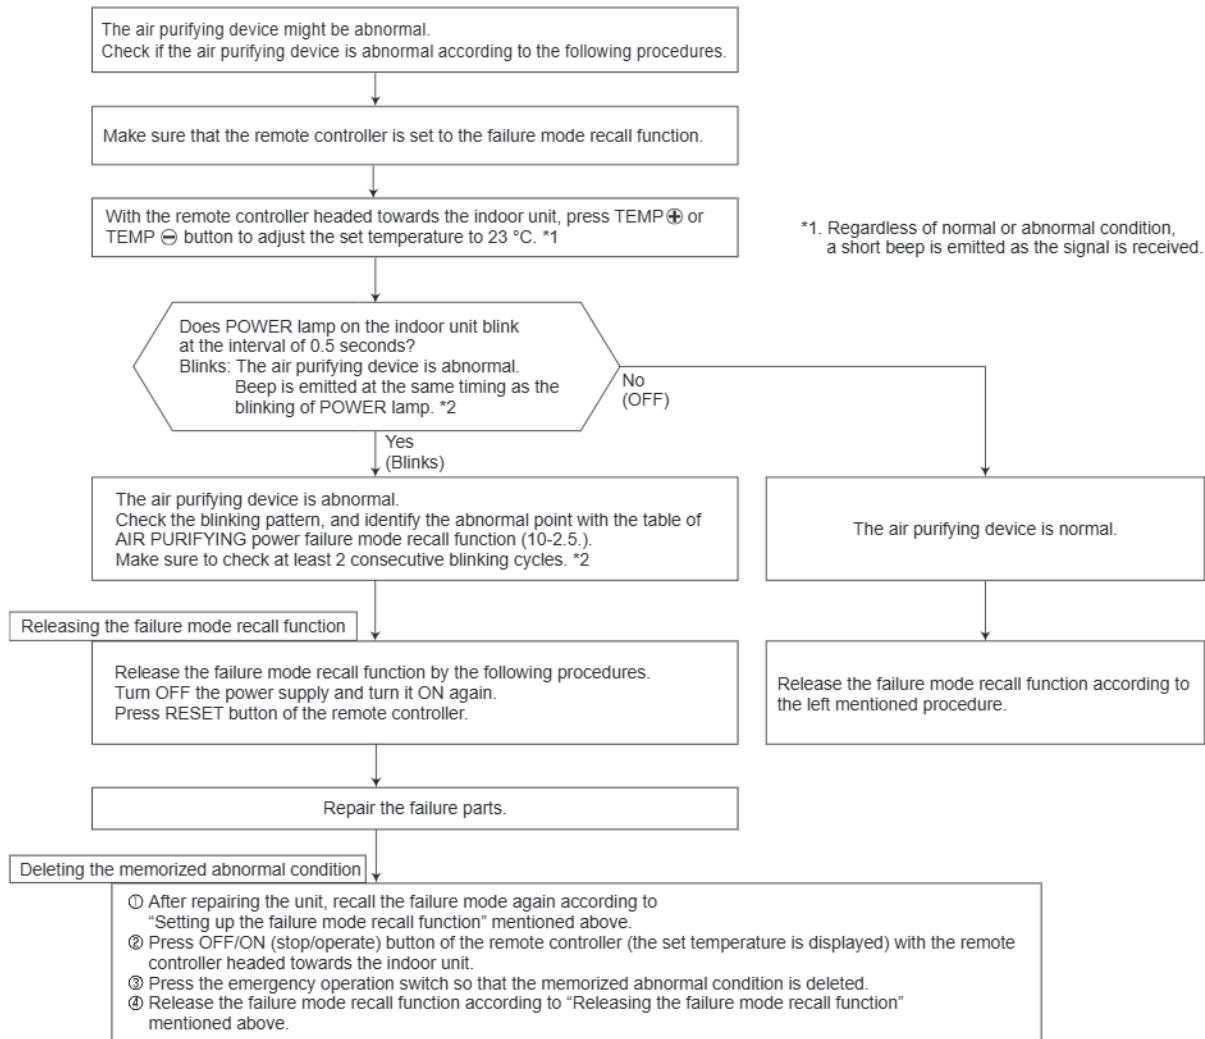 The air purifying device might be abnormal.
Check if the air purifying device is abnormal according to the following procedures.
Make sure that the remote controller is set to the failure mode recall function.
With the remote controller headed towards the indoor unit, press TEMP ⊕ or
TEMP ⊖ button to adjust the set temperature to 23 °C. *1
*1. Regardless of normal or abnormal condition,
a short beep is emitted as the signal is received.
Does POWER lamp on the indoor unit blink
at the interval of 0.5 seconds?
Blinks: The air purifying device is abnormal.
Beep is emitted at the same timing as the
blinking of POWER lamp. *2
No
(OFF)
Yes
(Blinks)
The air purifying device is abnormal.
Check the blinking pattern, and identify the abnormal point with the table of
AIR PURIFYING power failure mode recall function (10-2.5.).
Make sure to check at least 2 consecutive blinking cycles. *2
The air purifying device is normal.
Releasing the failure mode recall function
Release the failure mode recall function by the following procedures.
Turn OFF the power supply and turn it ON again.
Press RESET button of the remote controller.
Release the failure mode recall function according to
the left mentioned procedure.
Repair the failure parts.
Deleting the memorized abnormal condition
① After repairing the unit, recall the failure mode again according to
“Setting up the failure mode recall function” mentioned above.
② Press OFF/ON (stop/operate) button of the remote controller (the set temperature is displayed) with the remote
controller headed towards the indoor unit.
③ Press the emergency operation switch so that the memorized abnormal condition is deleted.
④ Release the failure mode recall function according to “Releasing the failure mode recall function”
mentioned above.